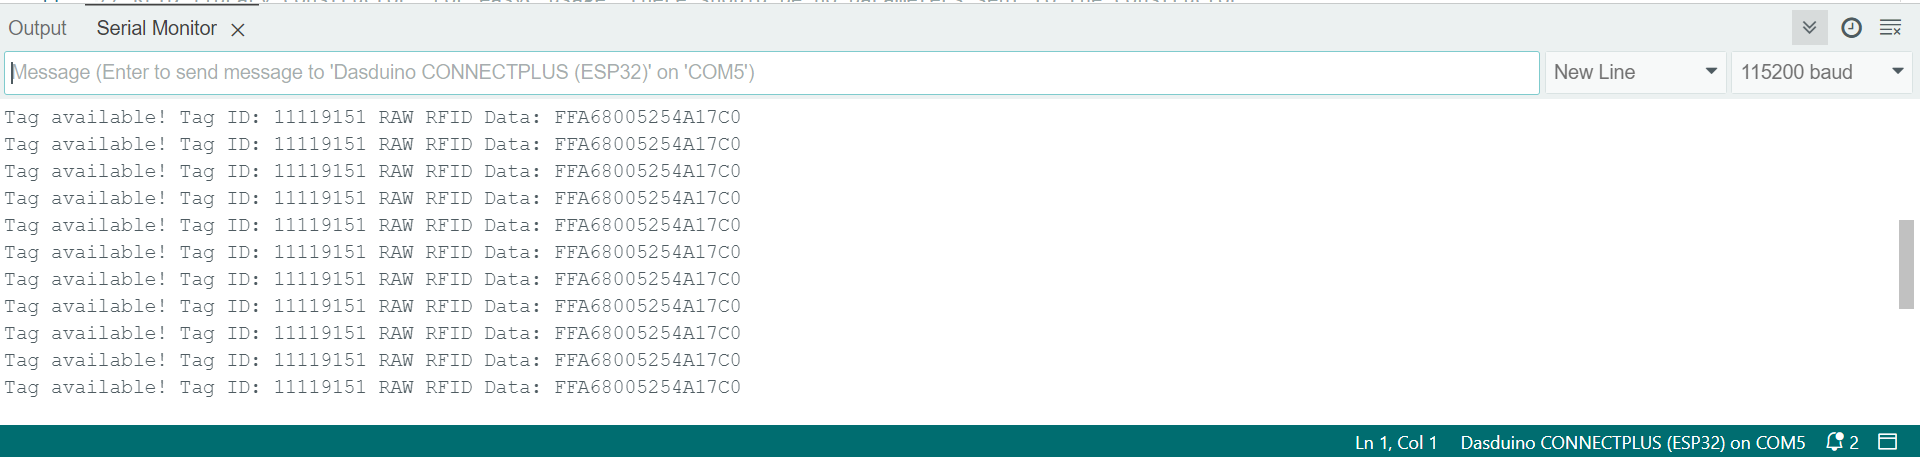 Output Serial Monitor
Message (Enter to send message to 'Dasduino CONNECTPLUS (ESP32)' on 'COM5') New Line 115200 baud
Tag available! Tag ID: 11119151 RAW RFID Data: FFA68005254A17C0
Tag available! Tag ID: 11119151 RAW RFID Data: FFA68005254A17C0
Tag available! Tag ID: 11119151 RAW RFID Data: FFA68005254A17C0
Tag available! Tag ID: 11119151 RAW RFID Data: FFA68005254A17C0
Tag available! Tag ID: 11119151 RAW RFID Data: FFA68005254A17C0
Tag available! Tag ID: 11119151 RAW RFID Data: FFA68005254A17C0
Tag available! Tag ID: 11119151 RAW RFID Data: FFA68005254A17C0
Tag available! Tag ID: 11119151 RAW RFID Data: FFA68005254A17C0
Tag available! Tag ID: 11119151 RAW RFID Data: FFA68005254A17C0
Tag available! Tag ID: 11119151 RAW RFID Data: FFA68005254A17C0
Tag available! Tag ID: 11119151 RAW RFID Data: FFA68005254A17C0
Ln 1, Col 1 Dasduino CONNECTPLUS (ESP32) on COM5 2